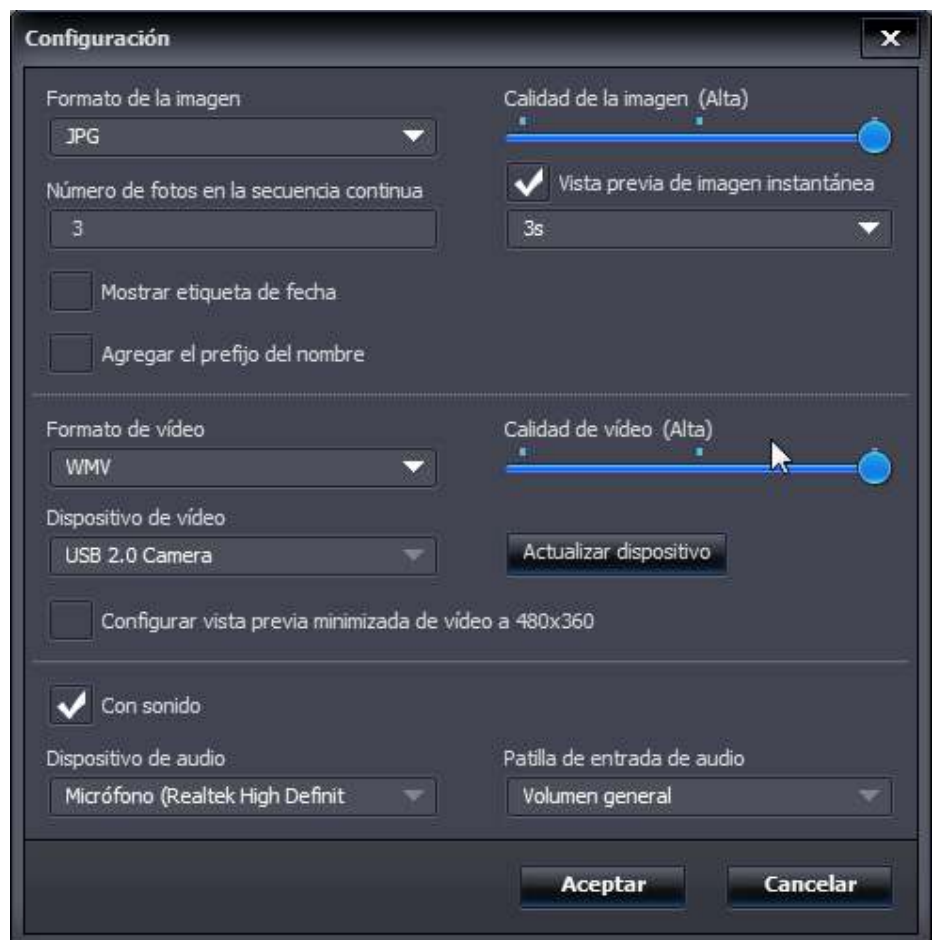 Configuración
Formato de la imagen
Calidad de la imagen (Alta)
JPG
Número de fotos en la secuencia continua
Vista previa de imagen instantánea
3
3s
Mostrar etiqueta de fecha
Agregar el prefijo del nombre
Formato de vídeo
Calidad de vídeo (Alta)
WMV
Dispositivo de vídeo
USB 2.0 Camera
Actualizar dispositivo
Configurar vista previa minimizada de vídeo a 480x360
Con sonido
Dispositivo de audio
Patilla de entrada de audio
Micrófono (Realtek High Definit
Volumen general
Aceptar
Cancelar